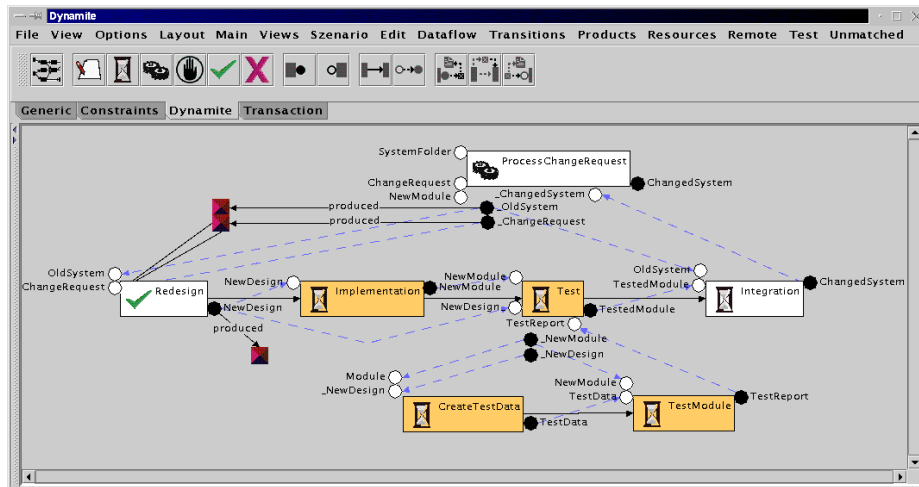 Dynamite
File View Options Layout Main Views Szenario Edit Dataflow Transitions Products Resources Remote Test Unmatched
Generic Constraints Dynamite Transaction
SystemFolder
ProcessChangeRequest
ChangeRequest
ChangedSystem
NewModule
_ChangedSystem
produced
_OldSystem
produced
_ChangeRequest
OldSystem
ChangeRequest
Redesign
NewDesign
NewDesign
produced
Implementation
NewModule
NewModule
NewDesign
Test
TestedModule
TestReport
OldSystem
TestedModule
Integration
ChangedSystem
_NewModule
_NewDesign
Module
_NewDesign
CreateTestData
TestData
NewModule
TestData
TestModule
TestReport